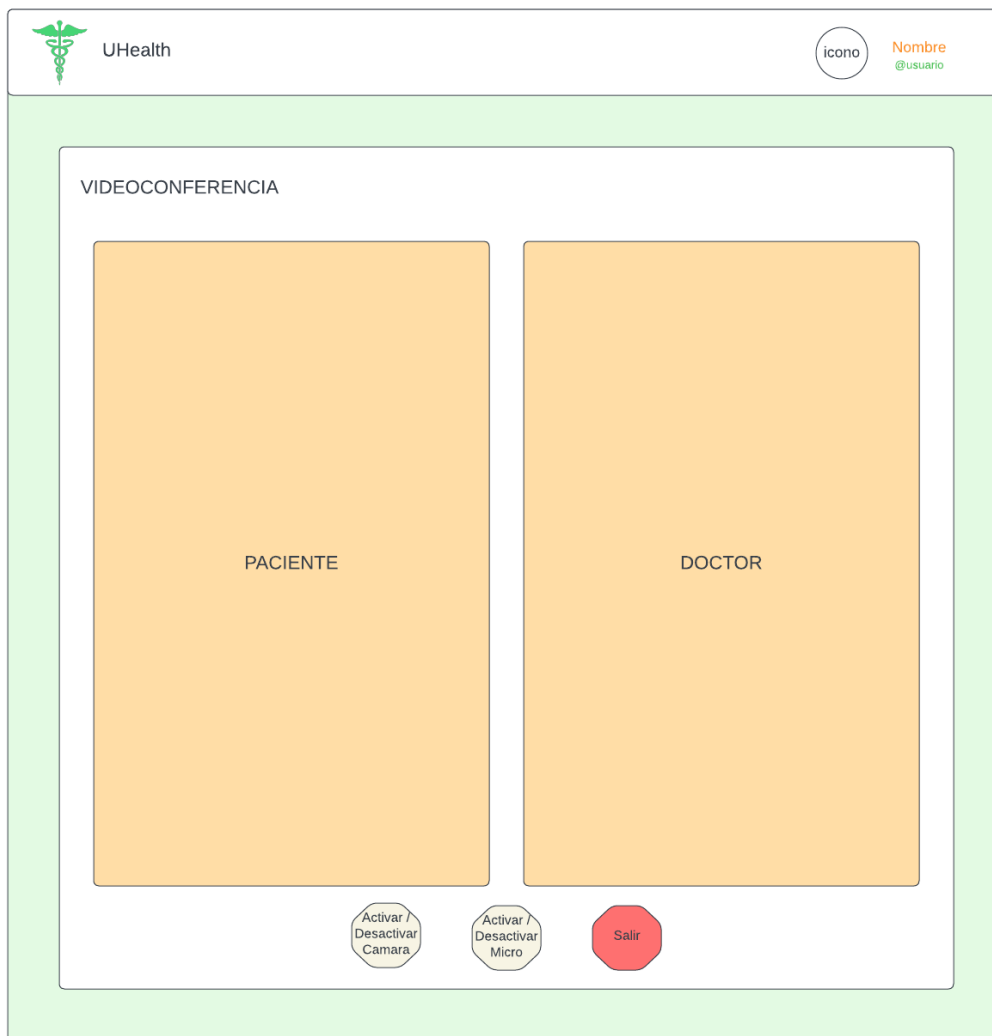 UHealth
icono
Nombre
@usuario
VIDEOCONFERENCIA
PACIENTE
DOCTOR
Activar /
Desactivar
Camara
Activar /
Desactivar
Micro
Salir